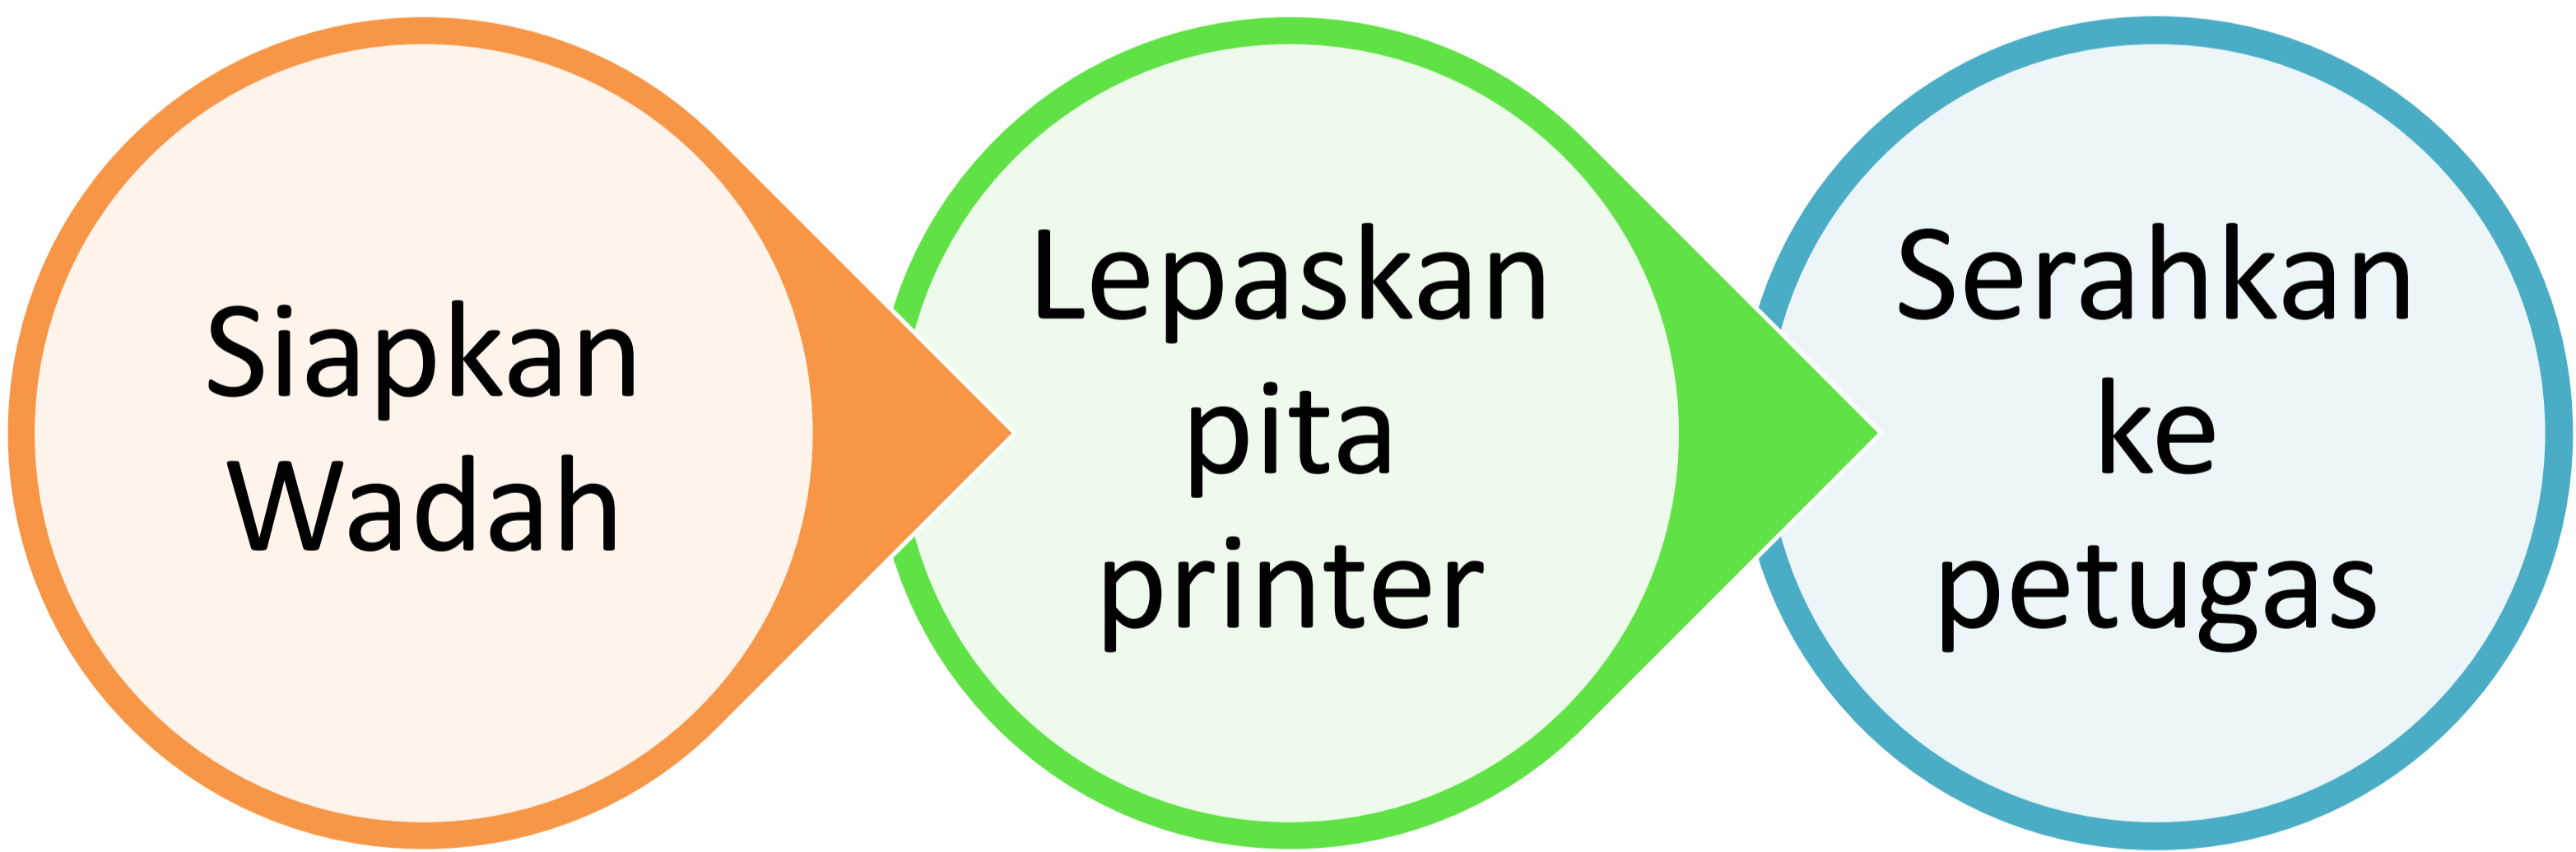 Siapkan
Wadah
Lepaskan
pita
printer
Serahkan
ke
petugas